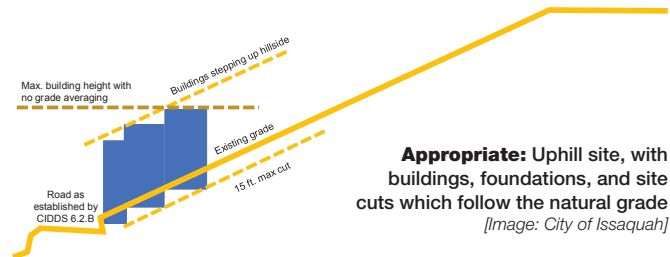 Buildings stepping up hillside
Max. building height with
no grade averaging
Existing grade
15 ft. max cut
Road as
established by
CIDDS 6.2.B
Appropriate: Uphill site, with
buildings, foundations, and site
cuts which follow the natural grade
[Image: City of Issaquah]